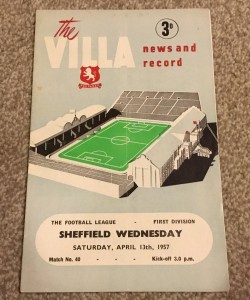 the
VILLA
3D
news and
record
THE FOOTBALL LEAGUE - FIRST DIVISION
SHEFFIELD WEDNESDAY
SATURDAY, APRIL 13th, 1957
Match No. 40 - - - Kick-off 3.0 p.m.